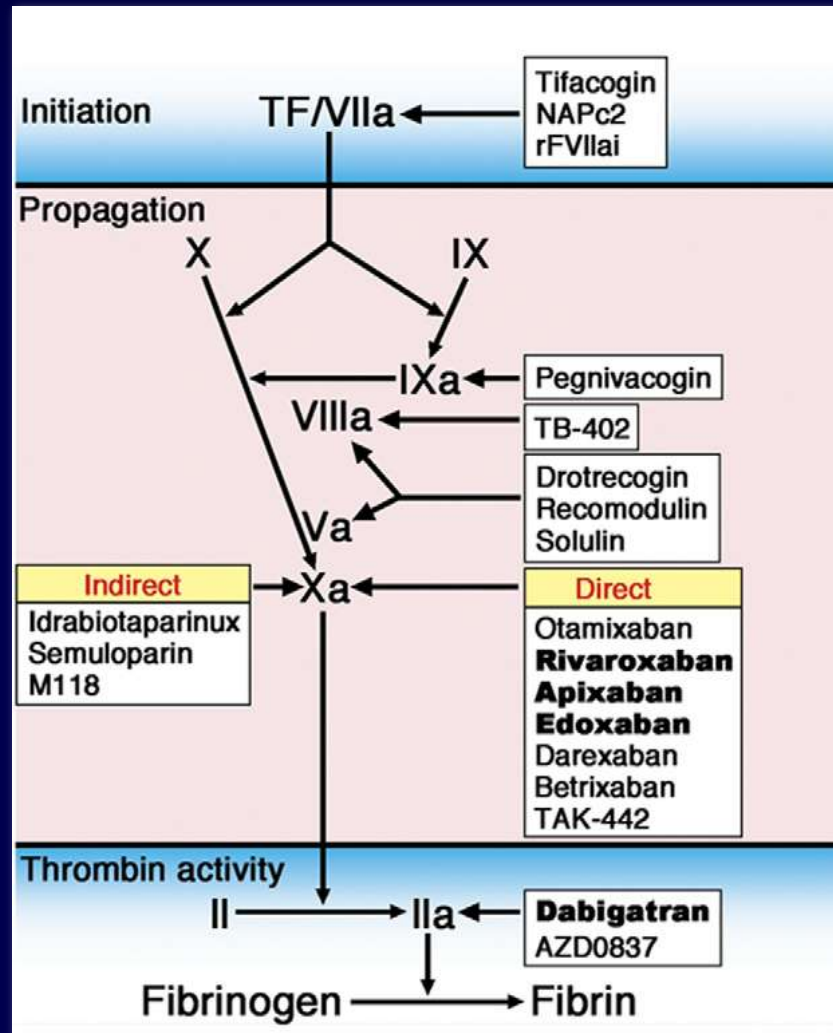 Initiation
TF/VIIa
Tifacogin
NAPc2
rFVIIai
Propagation
X
IX
IXa
Pegnivacogin
VIIIa
TB-402
Drotrecogin
Recomodulin
Solulin
Va
Indirect
Xa
Direct
Idrabiotaparinux
Semuloparin
M118
Otamixaban
Rivaroxaban
Apixaban
Edoxaban
Darexaban
Betrixaban
TAK-442
Thrombin activity
II
IIa
Dabigatran
AZD0837
Fibrinogen
Fibrin